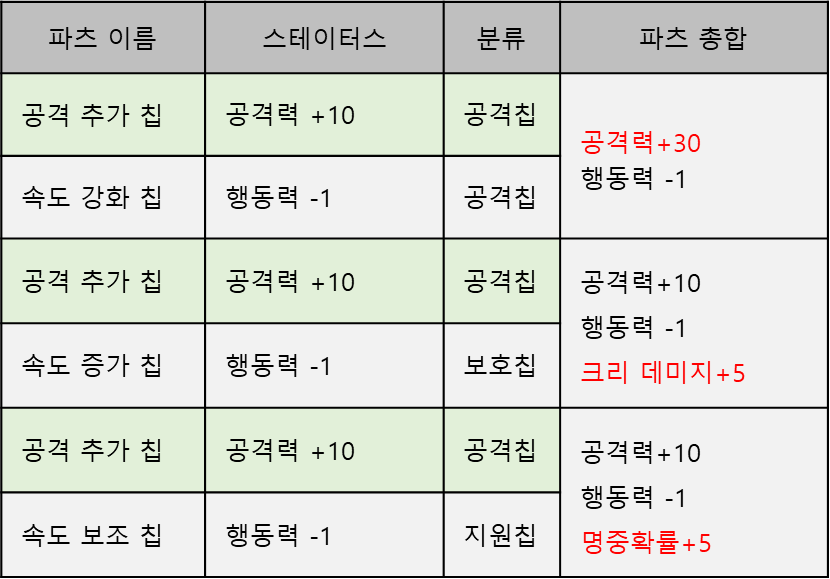 파츠 이름 스테이터스 분류 파츠 총합
공격 추가 칩 공격력 +10 공격칩
공격력+30
행동력 -1
속도 강화 칩 행동력 -1 공격칩
공격 추가 칩 공격력 +10 공격칩
공격력+10
행동력 -1
크리 데미지+5
속도 증가 칩 행동력 -1 보호칩
공격 추가 칩 공격력 +10 공격칩
공격력+10
행동력 -1
명중확률+5
속도 보조 칩 행동력 -1 지원칩